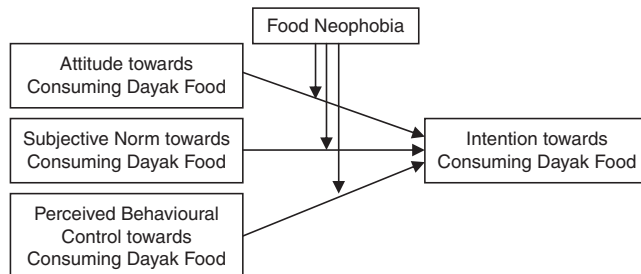 Food Neophobia
Attitude towards
Consuming Dayak Food
Subjective Norm towards
Consuming Dayak Food
Perceived Behavioural
Control towards
Consuming Dayak Food
Intention towards
Consuming Dayak Food